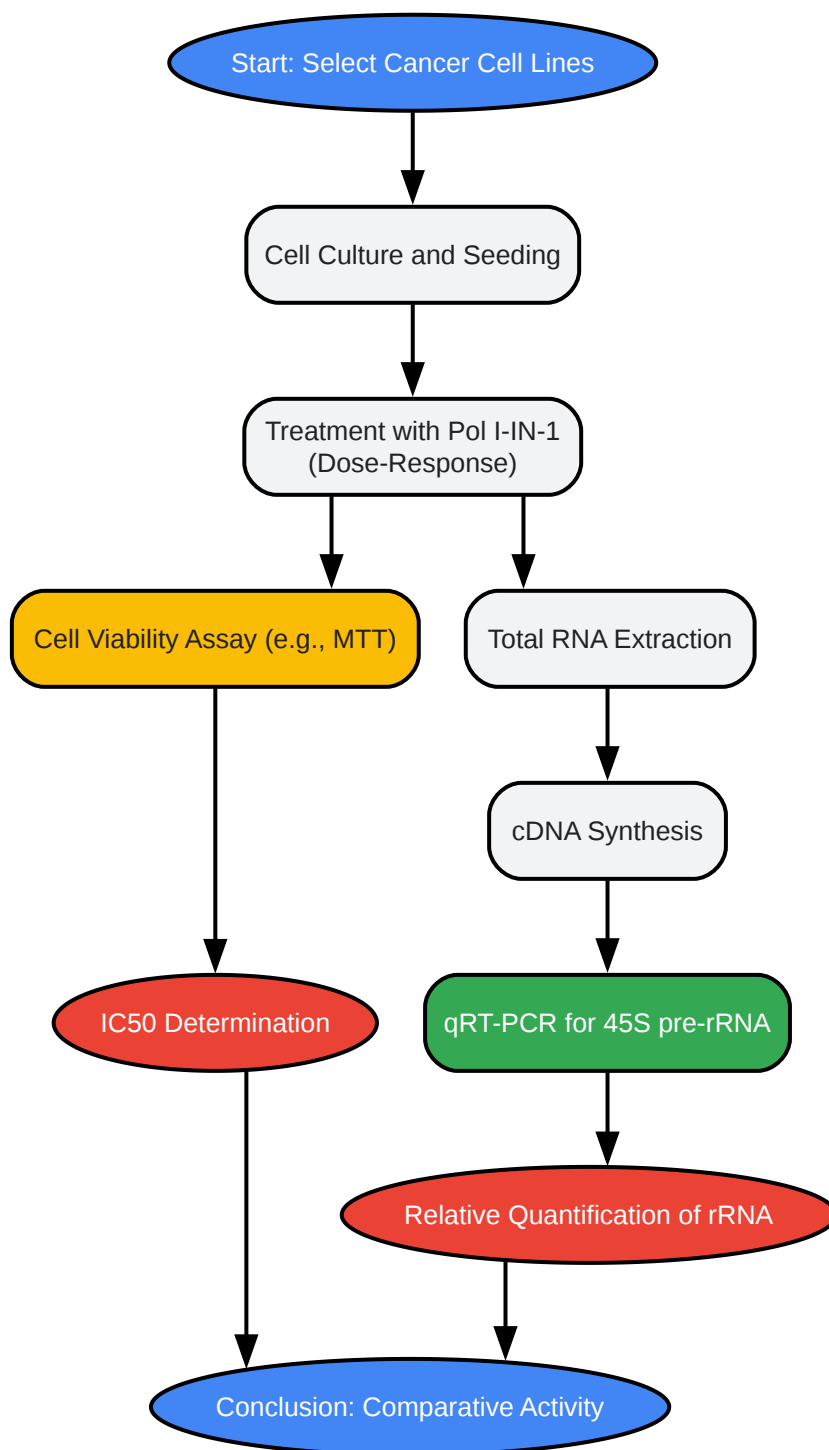 Start: Select Cancer Cell Lines
Cell Culture and Seeding
Treatment with Pol I-IN-1
(Dose-Response)
Cell Viability Assay (e.g., MTT)
Total RNA Extraction
cDNA Synthesis
IC50 Determination
qRT-PCR for 45S pre-rRNA
Relative Quantification of rRNA
Conclusion: Comparative Activity